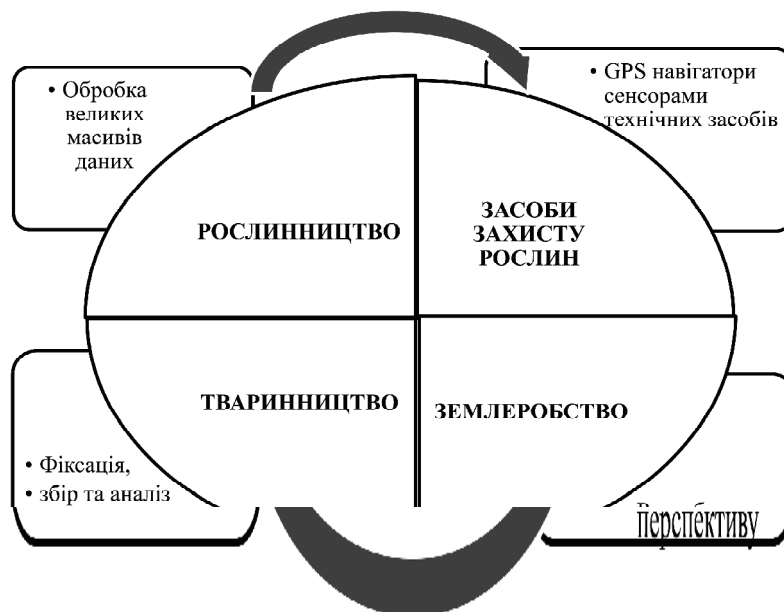 • Обробка
великих
масивів
даних
• GPS навігатори
сенсорами
технічних засобів
РОСЛИННИЦТВО
ЗАСОБИ
ЗАХИСТУ
РОСЛИН
ТВАРИННИЦТВО
ЗЕМЛЕРОБСТВО
• Фіксація,
• збір та аналіз
перспективу